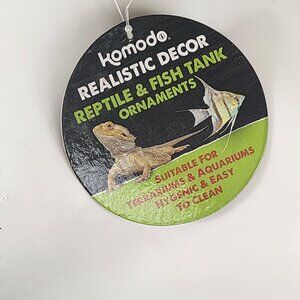 komodo
REALISTIC DECOR
REPTILE & FISH TANK
ORNAMENTS
SUITABLE FOR
TERRARIUMS & AQUARIUMS
HYGENIC & EASY
TO CLEAN